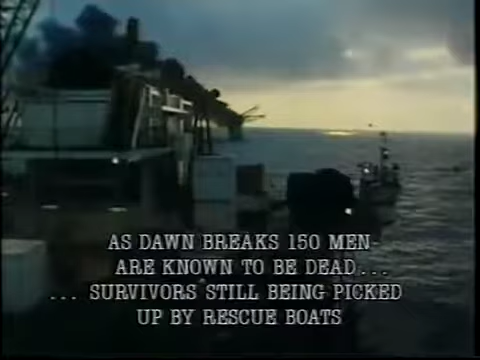 AS DAWN BREAKS 150 MEN
ARE KNOWN TO BE DEAD...
... SURVIVORS STILL BEING PICKED
UP BY RESCUE BOATS